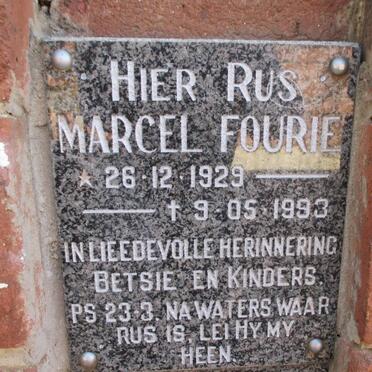 HIER RUS
MARCEL FOURIE
★ 26·12·1929 —
— † 9·05·1993
IN LIEEDEVOLLE HERINNERING
BETSIE EN KINDERS.
PS 23:3. NA WATERS WAAR
RUS IS, LEI HY MY
HEEN.